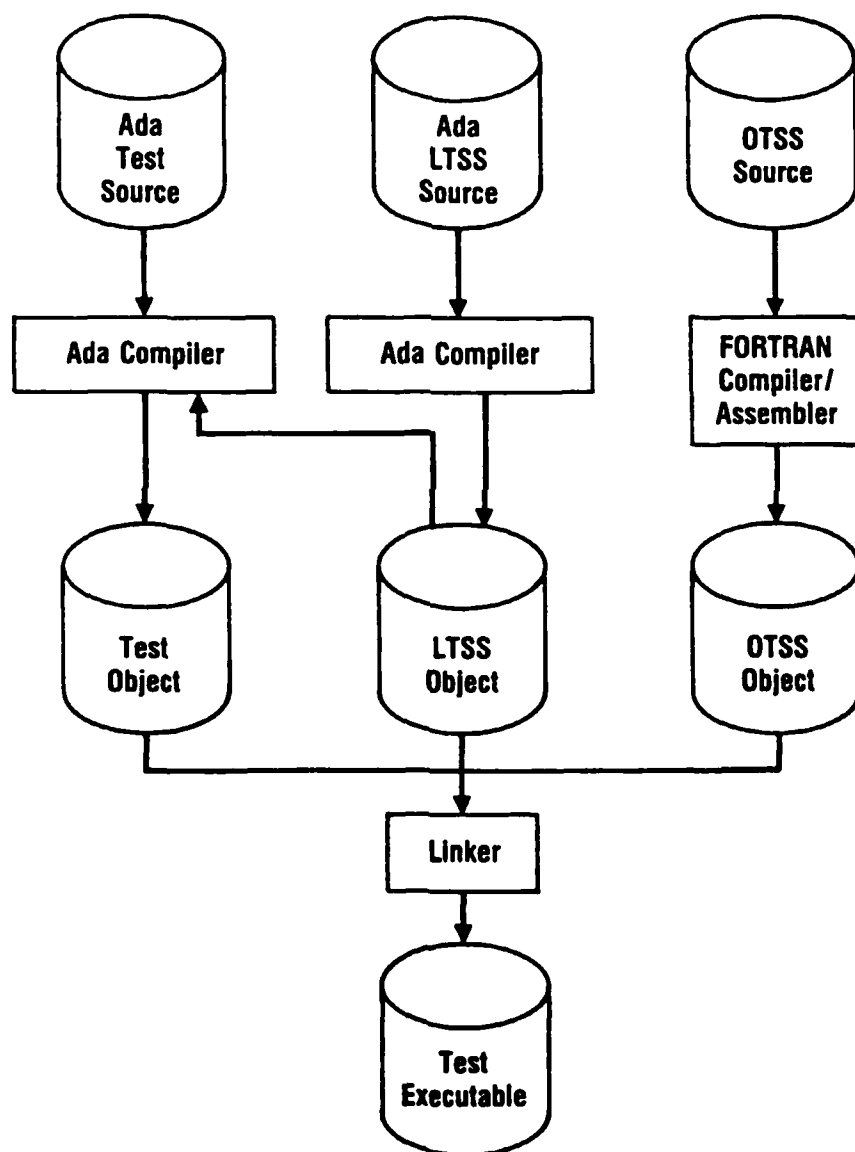 Ada
Test
Source
Ada
LTSS
Source
OTSS
Source
Ada Compiler
Ada Compiler
FORTRAN
Compiler/
Assembler
Test
Object
LTSS
Object
OTSS
Object
Linker
Test
Executable